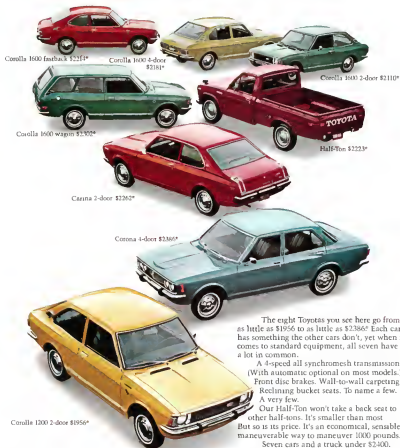 Corolla 1600 fastback $2214*
Corolla 1600 4-door
$2181*
Corolla 1600 2-door $2110*
Corolla 1600 wagon $2302*
TOYOTA
Half-Ton $2223*
Carina 2-door $2262*
Corona 4-door $2386*
Corolla 1200 2-door $1956*
The eight Toyotas you see here go from
as little as $1956 to as little as $2386.* Each car
has something the other cars don't, yet when
comes to standard equipment, all seven have
a lot in common.
A 4-speed all synchromesh transmission
(With automatic optional on most models.
Front disc brakes. Wall-to-wall carpeting
Reclining bucket seats. To name a few.
A very few.
Our Half-Ton won't take a back seat to
other half-tons. It's smaller than most
But so is its price. It's an economical, sensible
maneuverable way to maneuver 1000 pounds
Seven cars and a truck under $2400.